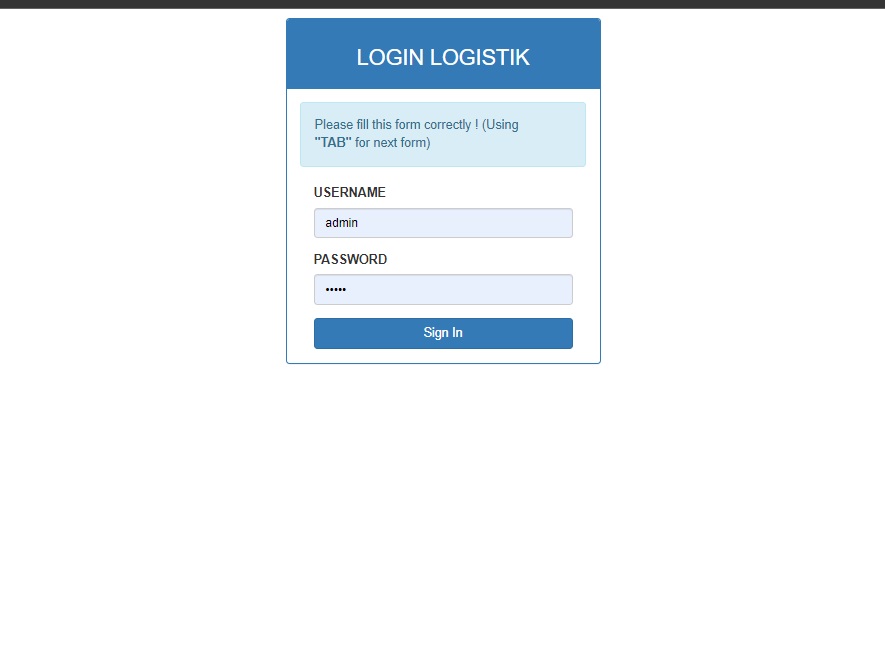 LOGIN LOGISTIK
Please fill this form correctly ! (Using
"TAB" for next form)
USERNAME
admin
PASSWORD
•••••
Sign In